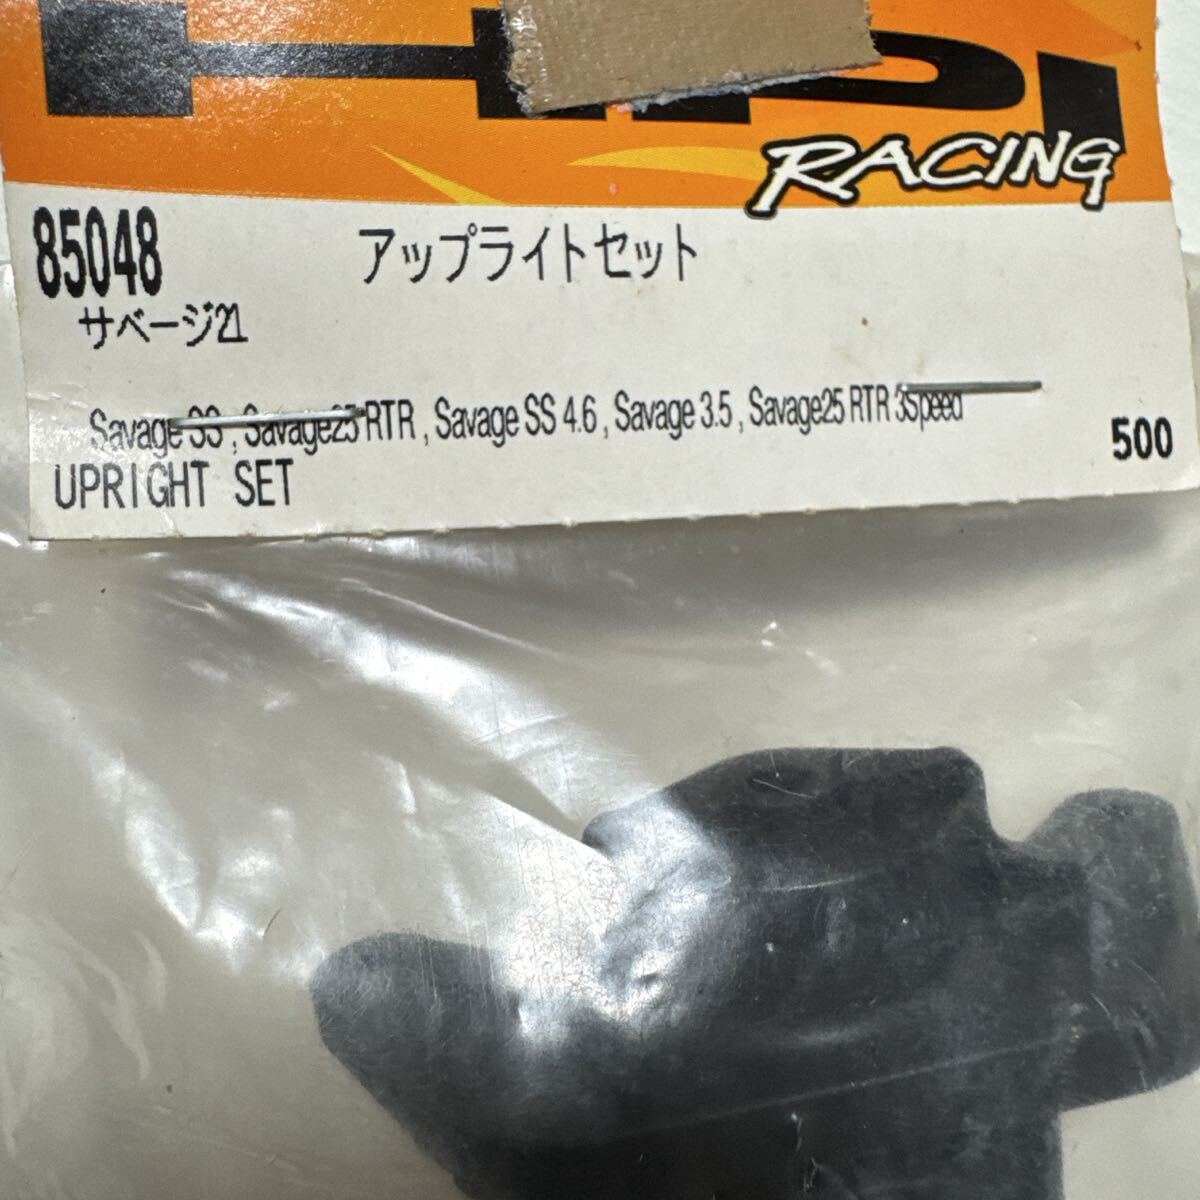 RACING
85048 アップライトセット
サベージ21
Savage SS , Savage25 RTR , Savage SS 4.6 , Savage 3.5 , Savage25 RTR 3Speed
500
UPRIGHT SET